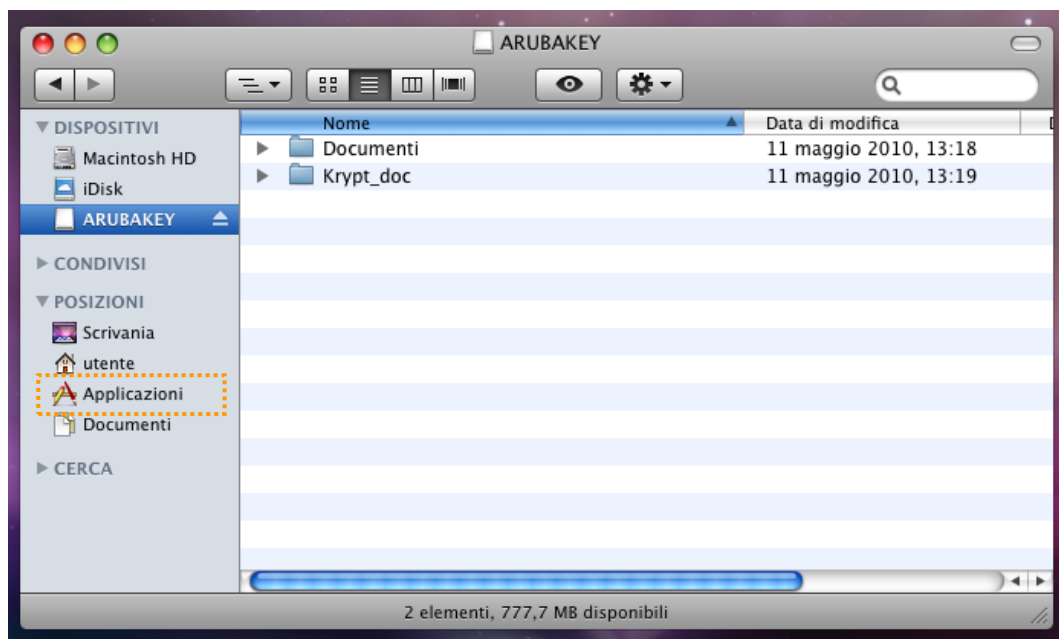 ARUBAKEY
DISPOSITIVI
Macintosh HD
iDisk
ARUBAKEY
CONDIVISI
POSIZIONI
Scrivania
utente
Applicazioni
Documenti
CERCA
Nome Data di modifica
Documenti 11 maggio 2010, 13:18
Krypt_doc 11 maggio 2010, 13:19
2 elementi, 777,7 MB disponibili